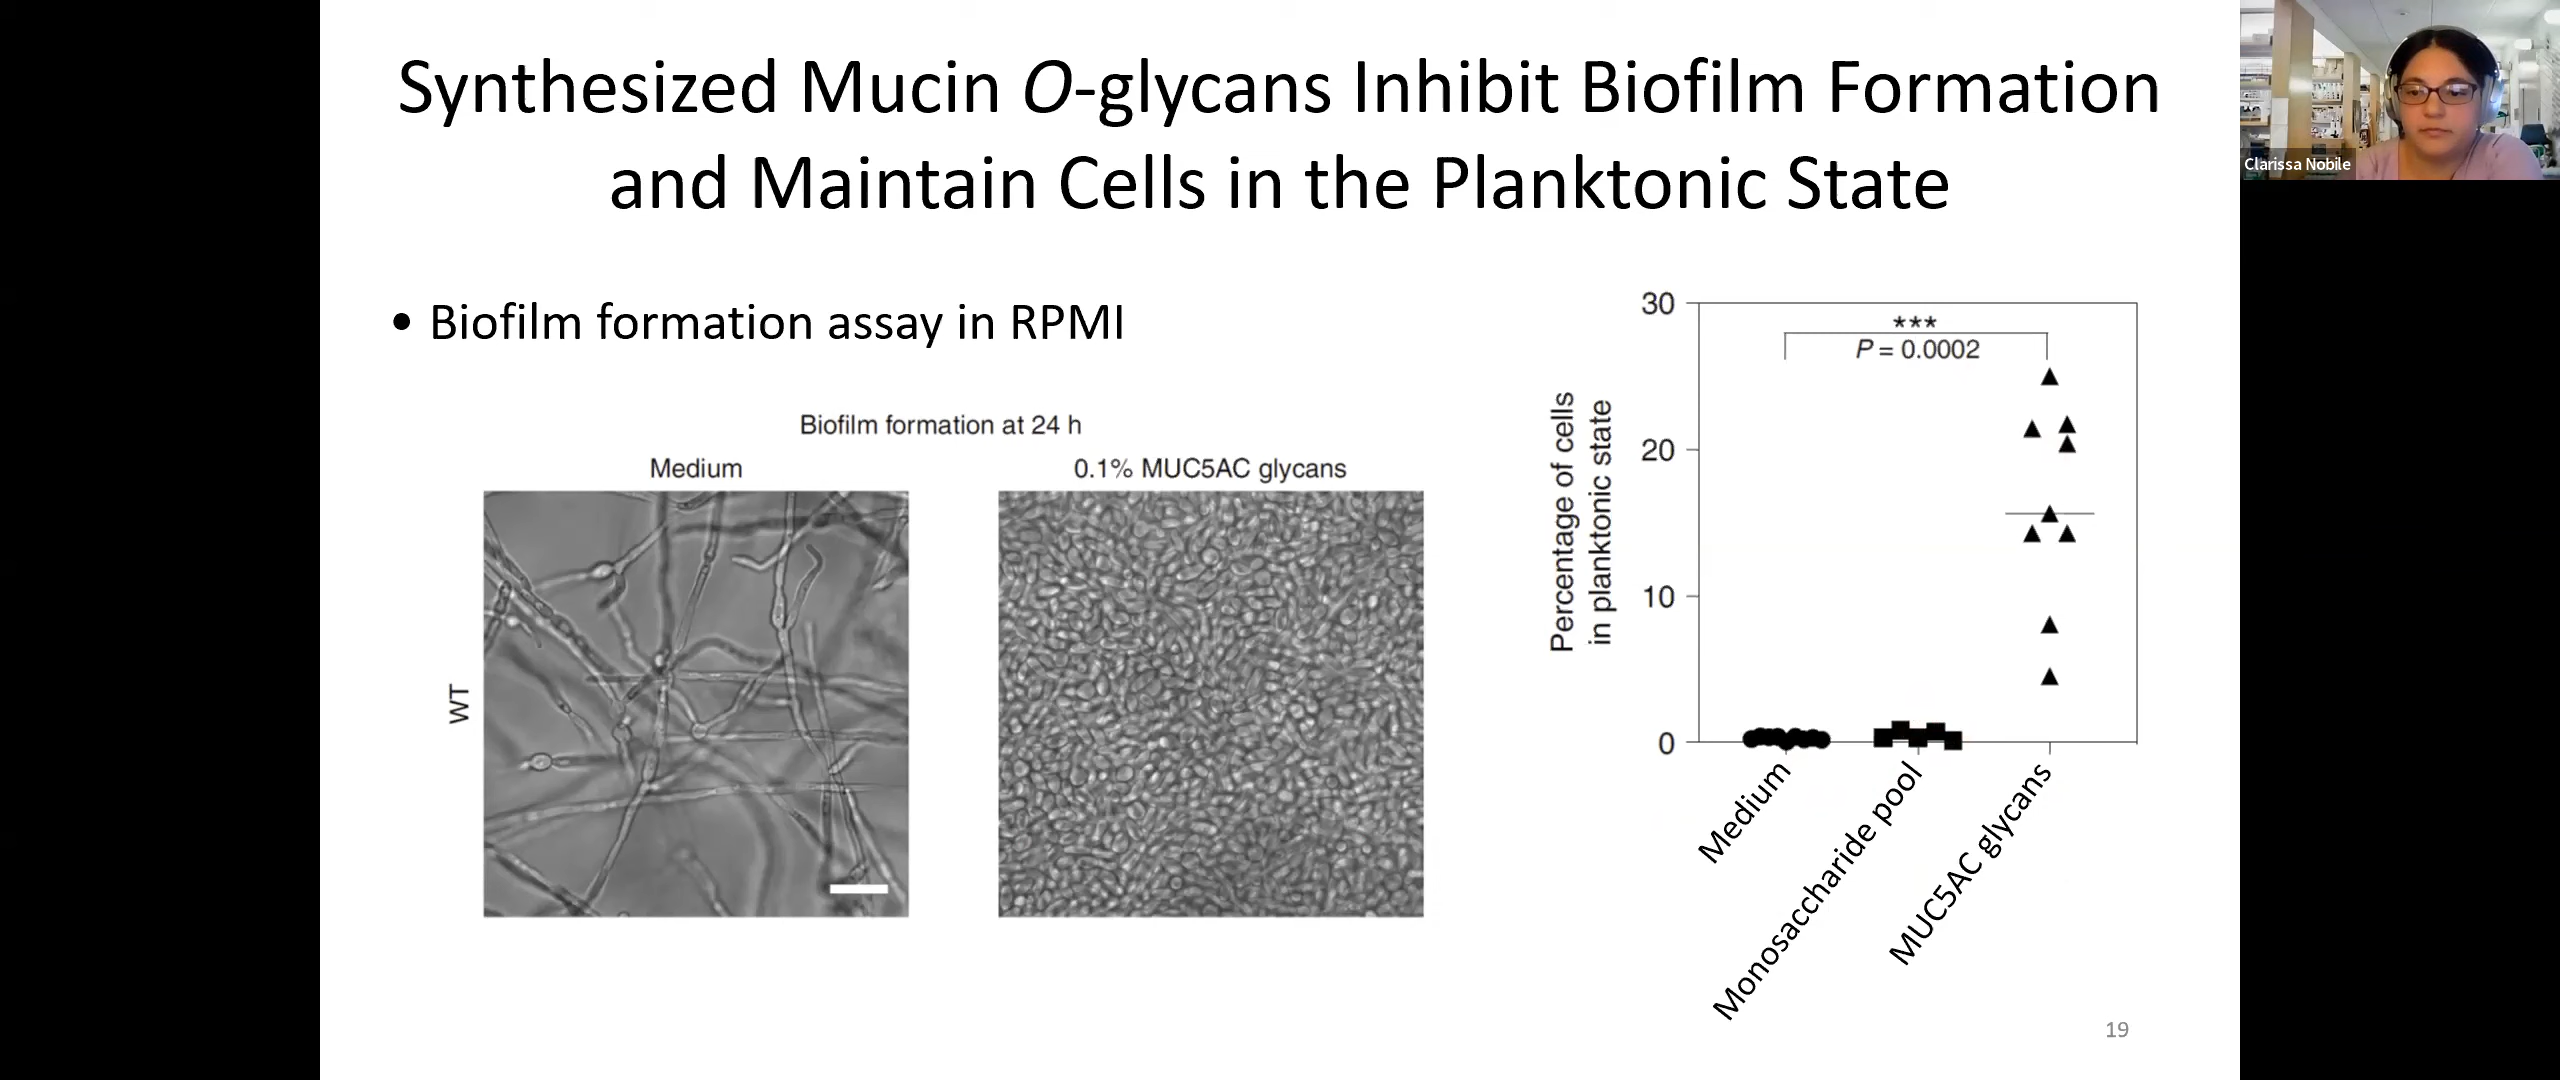 Synthesized Mucin O-glycans Inhibit Biofilm Formation
and Maintain Cells in the Planktonic State
Clarissa Nobile
• Biofilm formation assay in RPMI
Biofilm formation at 24 h
Medium
0.1% MUC5AC glycans
WT
Percentage of cells
in planktonic state
30
20
10
0
***
P = 0.0002
Medium
Monosaccharide pool
MUC5AC glycans
19